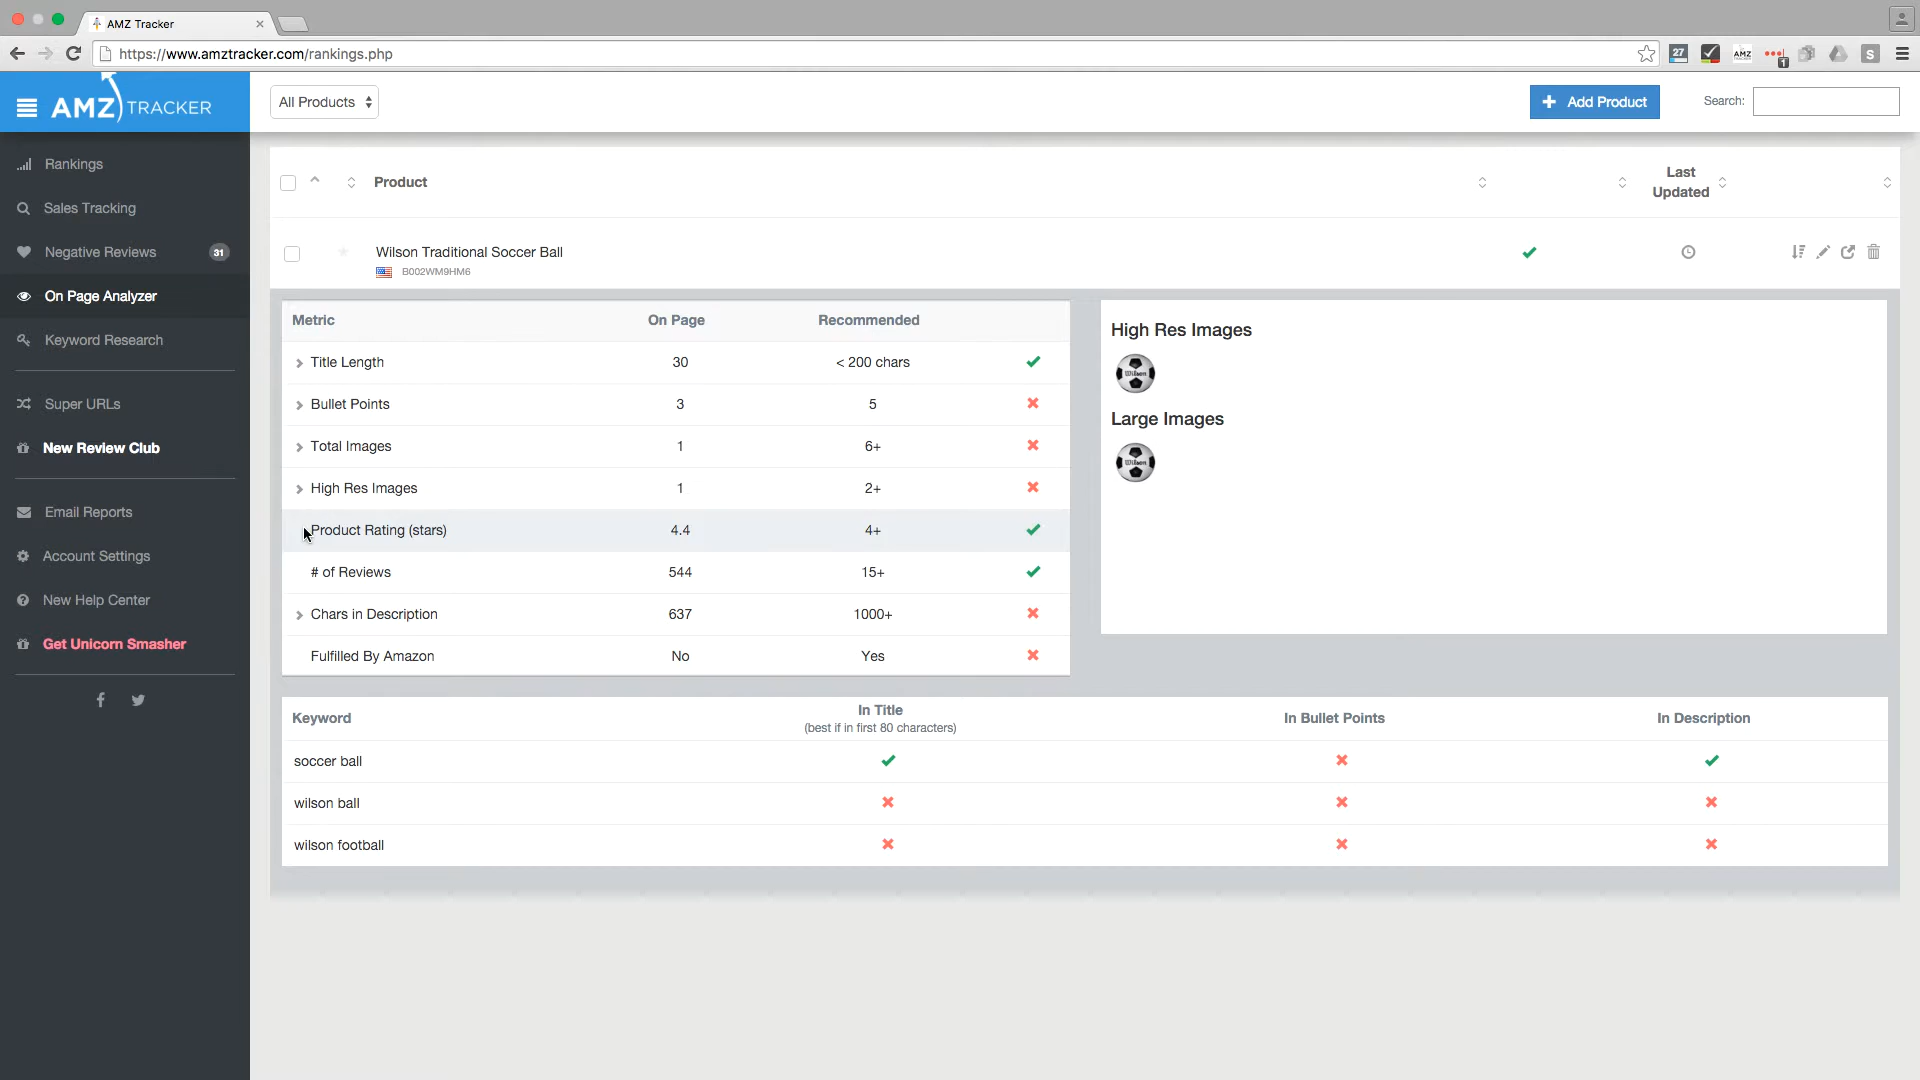 AMZ Tracker
https://www.amztracker.com/rankings.php
27
AMZ
1
S
AMZ TRACKER
All Products
Add Product
Search:
Rankings
Sales Tracking
Negative Reviews 31
On Page Analyzer
Keyword Research
Super URLs
New Review Club
Email Reports
Account Settings
New Help Center
Get Unicorn Smasher
Product
Last
Updated
Wilson Traditional Soccer Ball
B002WM9HM6
Metric On Page Recommended
Title Length 30 < 200 chars
Bullet Points 3 5
Total Images 1 6+
High Res Images 1 2+
Product Rating (stars) 4.4 4+
# of Reviews 544 15+
Chars in Description 637 1000+
Fulfilled By Amazon No Yes
High Res Images
Wilson
Large Images
Wilson
Keyword In Title In Bullet Points In Description
(best if in first 80 characters)
soccer ball
wilson ball
wilson football